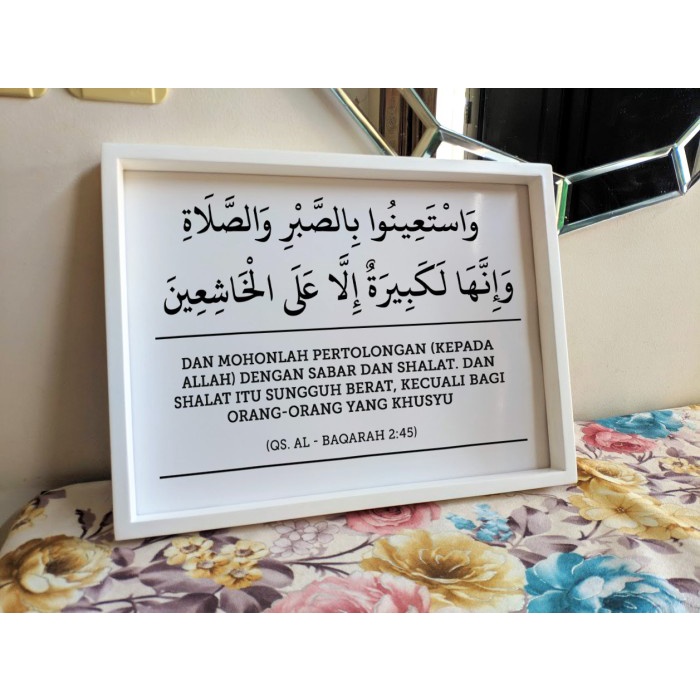 وَاسْتَعِينُوا بِالصَّبْرِ وَالصَّلَاةِ
وَإِنَّهَا لَكَبِيرَةٌ إِلَّا عَلَى الْخَاشِعِينَ
DAN MOHONLAH PERTOLONGAN (KEPADA
ALLAH) DENGAN SABAR DAN SHALAT. DAN
SHALAT ITU SUNGGUH BERAT, KECUALI BAGI
ORANG-ORANG YANG KHUSYU
(QS. AL - BAQARAH 2:45)